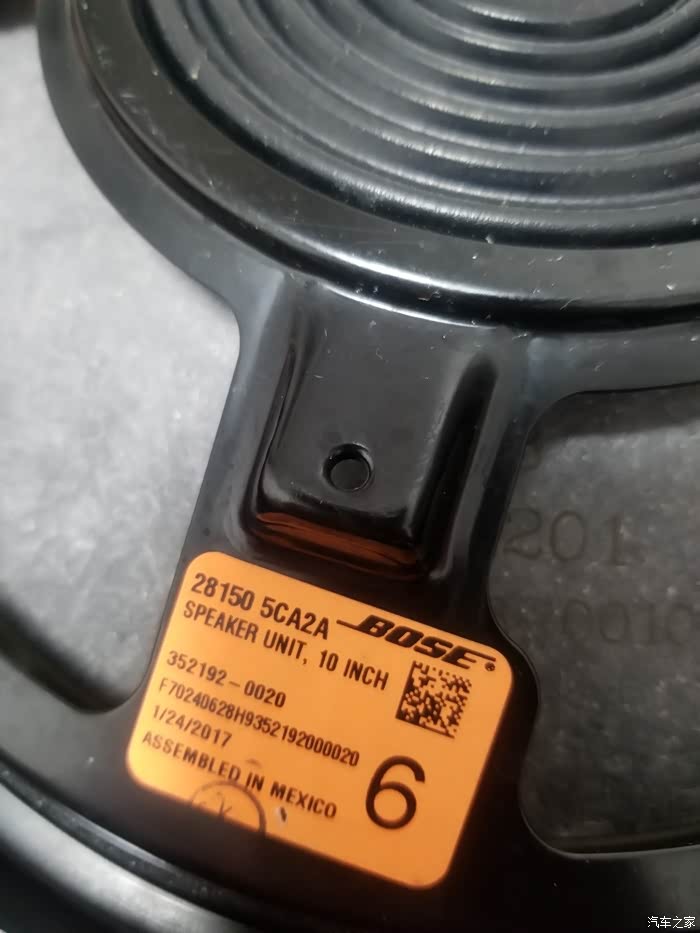 28150 5CA2A
BOSE®
SPEAKER UNIT, 10 INCH
352192-0020
F70240628H9352192000020
1/24/2017
ASSEMBLED IN MEXICO
6
201
汽车之家